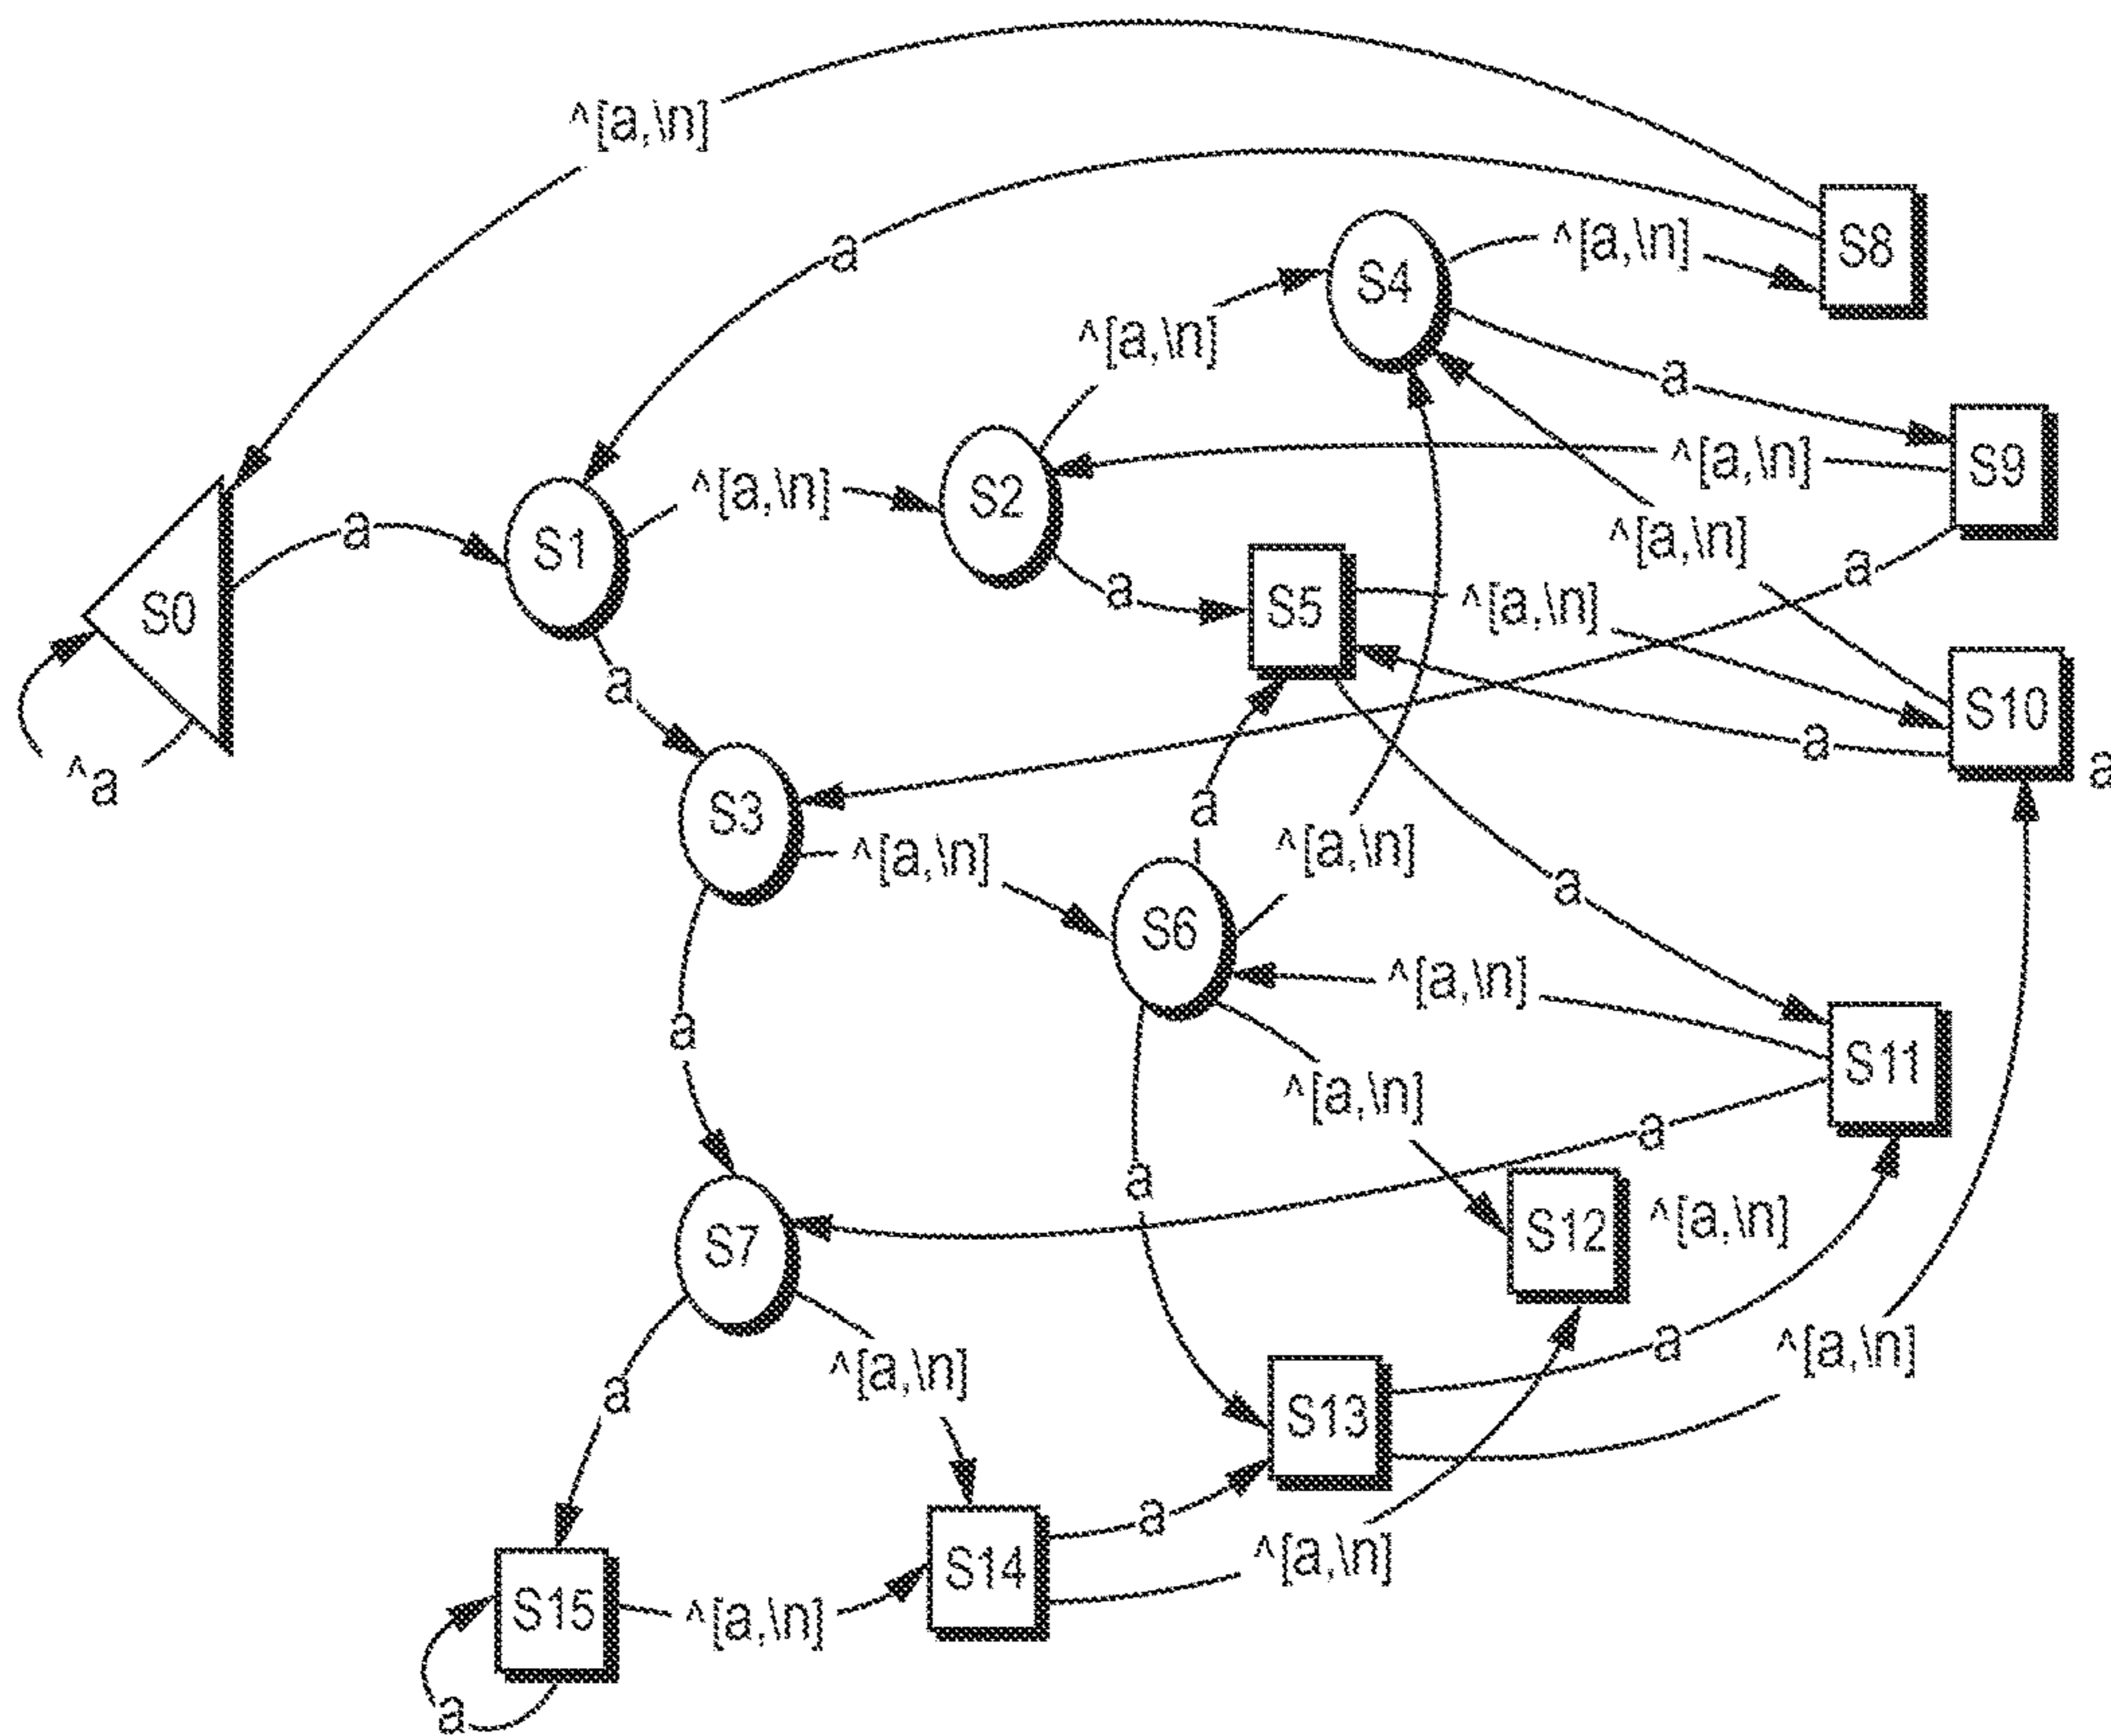 ^[a,\n]
a
S8
^[a,\n]
S4
^[a,\n]
a
S9
^[a,\n]
S2
^[a,\n]
^[a,\n]
a
S1
a
S0
a
S5
^[a,\n]
a
a
S10
a
a
^a
S3
a
^[a,\n]
^[a,\n]
a
S6
^[a,\n]
a
S11
^[a,\n]
a
a
S12
^[a,\n]
S7
a
^[a,\n]
^[a,\n]
a
S13
a
S14
^[a,\n]
S15
^[a,\n]
a